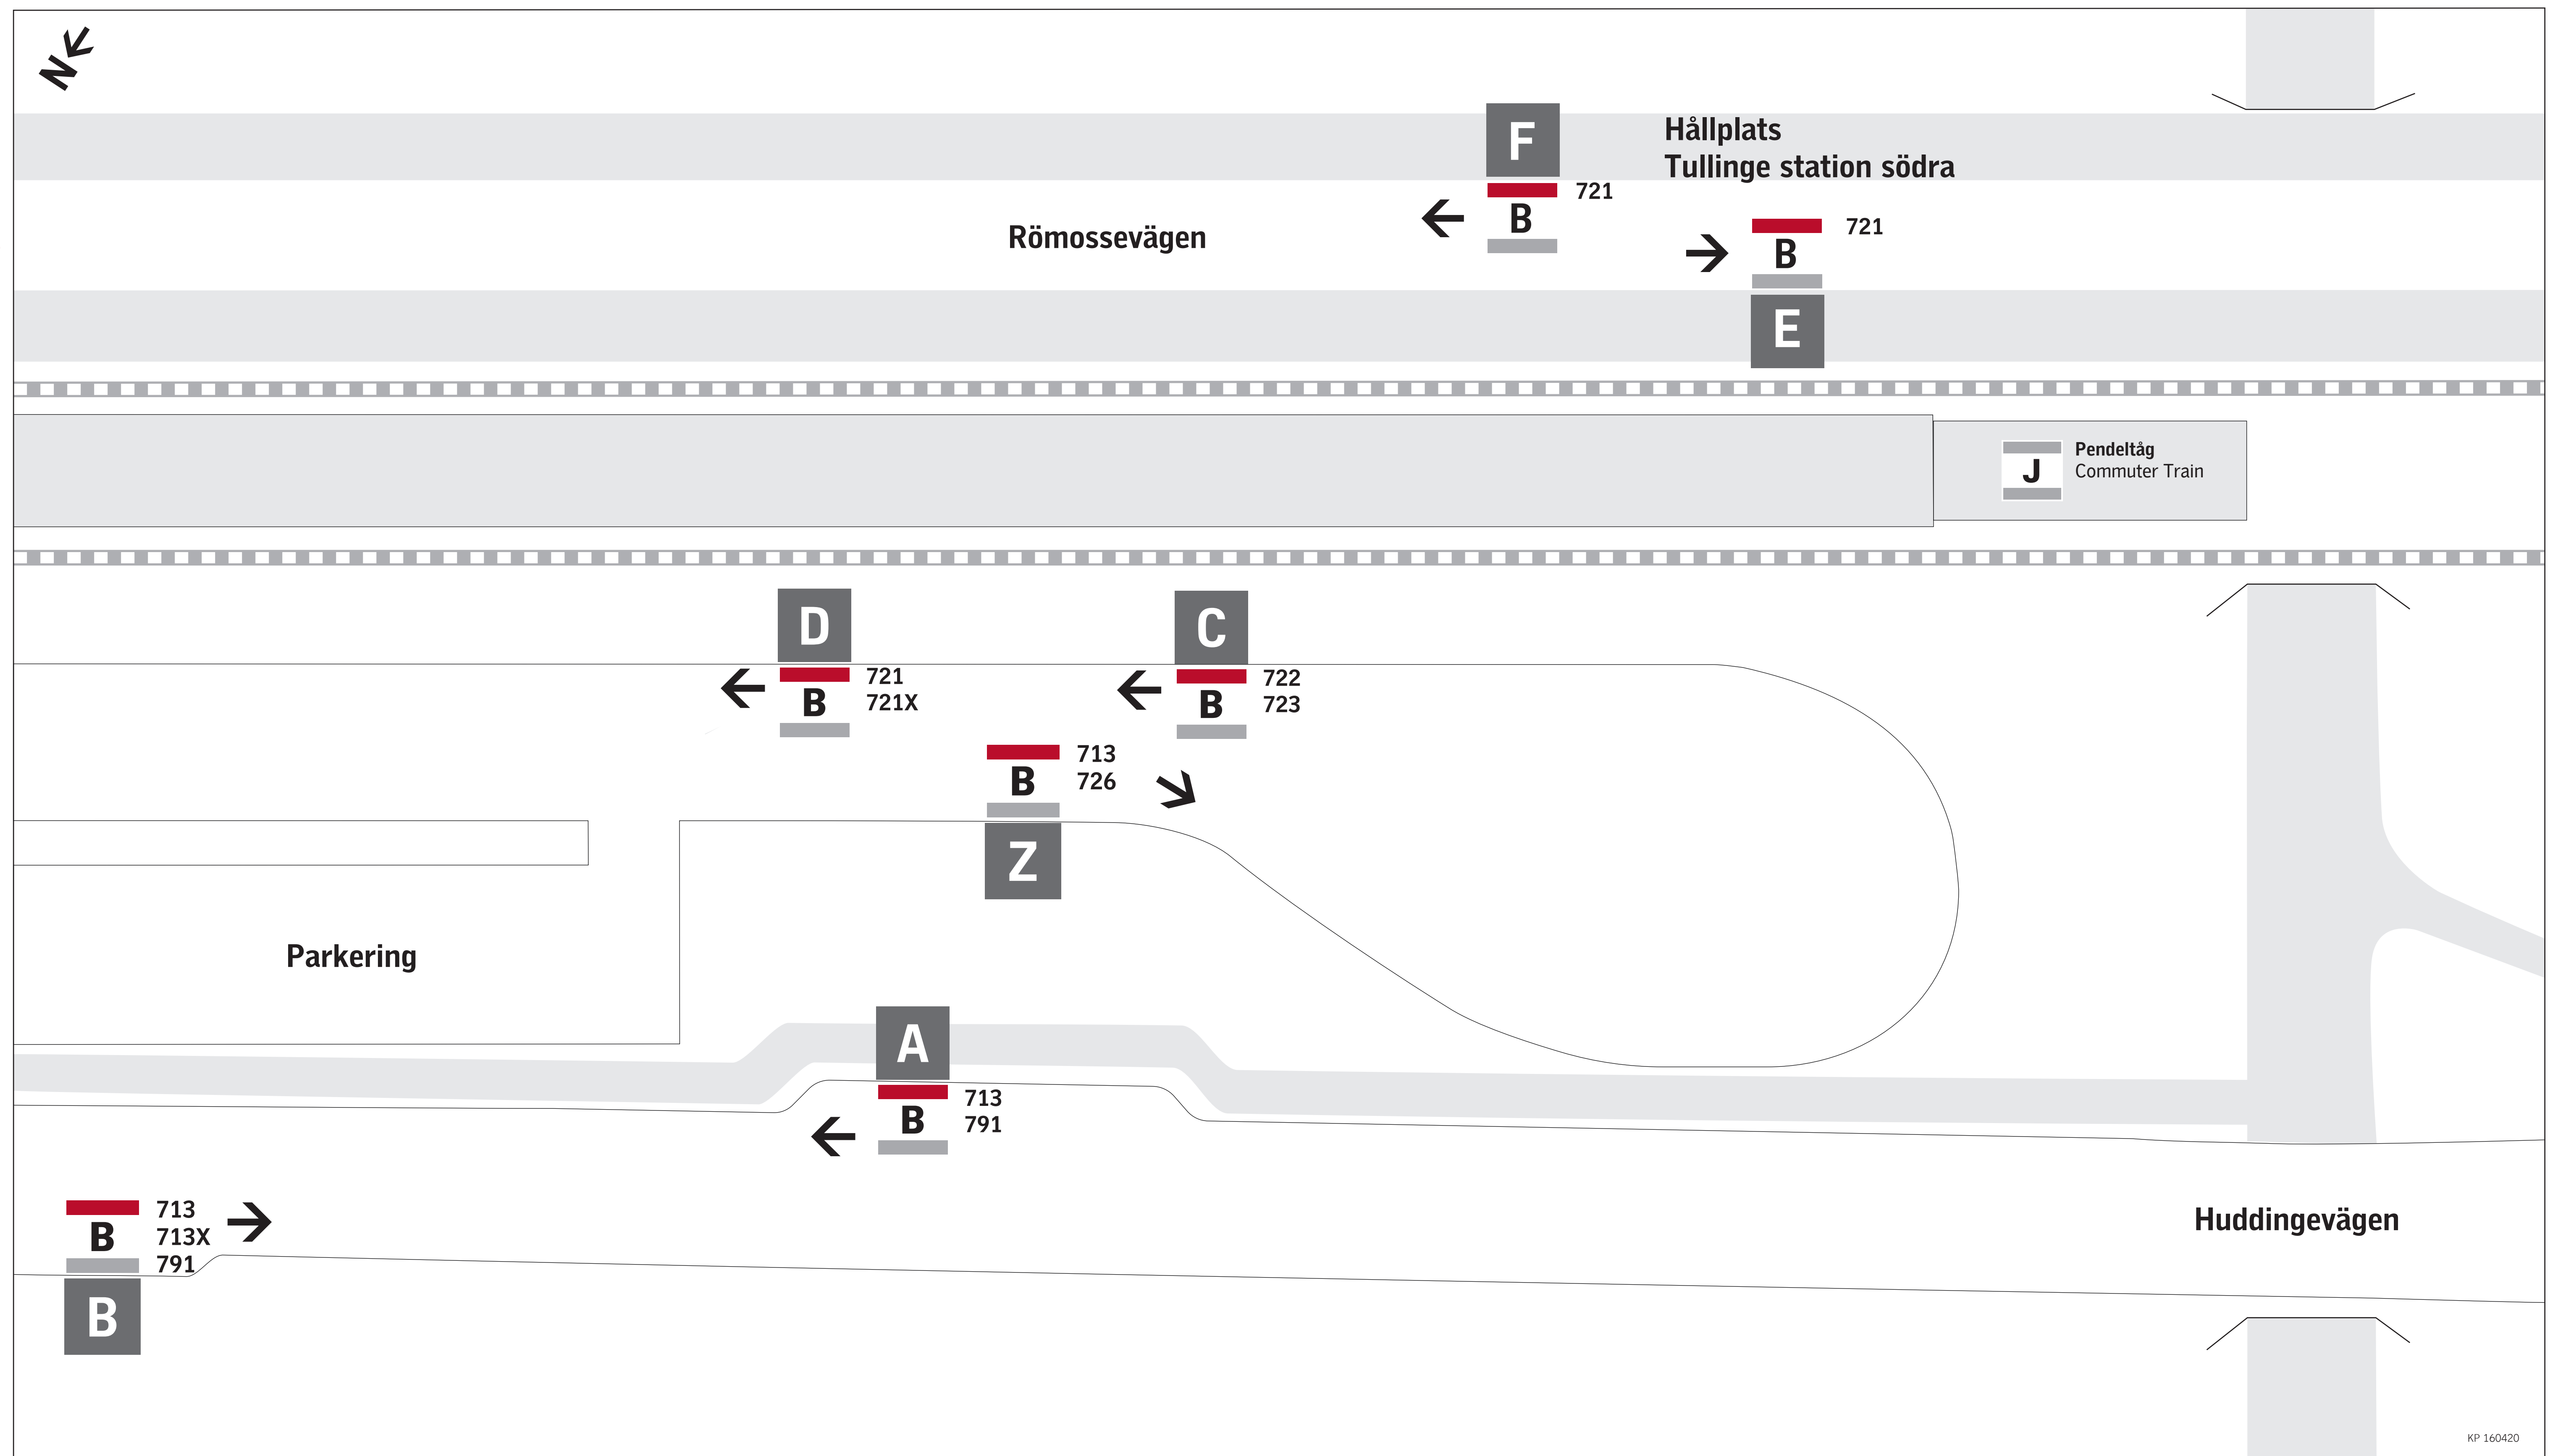 N
F
Hållplats
Tullinge station södra
721
B
Römossevägen
721
B
E
J
Pendeltåg
Commuter Train
D
721
721X
B
C
722
723
B
713
726
B
Z
Parkering
A
713
791
B
713
713X
791
B
B
Huddingevägen
KP 160420